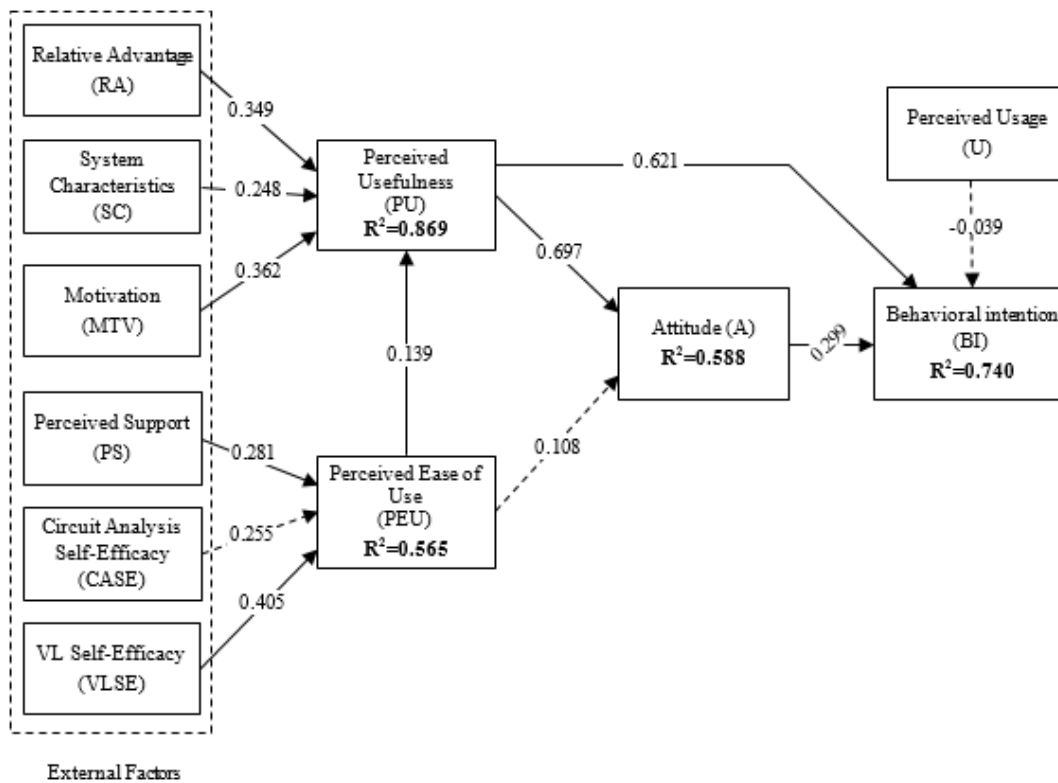 Relative Advantage
(RA)
System
Characteristics
(SC)
Motivation
(MTV)
Perceived Support
(PS)
Circuit Analysis
Self-Efficacy
(CASE)
VL Self-Efficacy
(VLSE)
External Factors
0.349
0.248
0.362
0.281
0.255
0.405
Perceived
Usefulness
(PU)
R²=0.869
0.139
Perceived Ease of
Use
(PEU)
R²=0.565
0.621
0.697
0.108
Attitude (A)
R²=0.588
0.299
Perceived Usage
(U)
-0.039
Behavioral intention
(BI)
R²=0.740